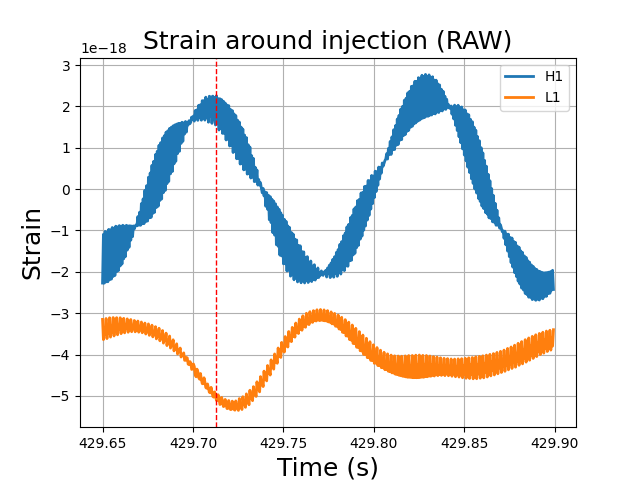 Strain around injection (RAW)
1e−18
H1
L1
3
2
1
0
−1
−2
−3
−4
−5
Strain
429.65 429.70 429.75 429.80 429.85 429.90
Time (s)